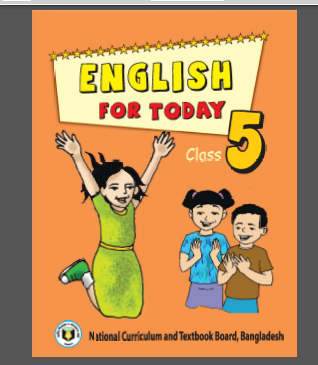 ENGLISH
FOR TODAY
Class 5
National Curriculum and Textbook Board, Bangladesh